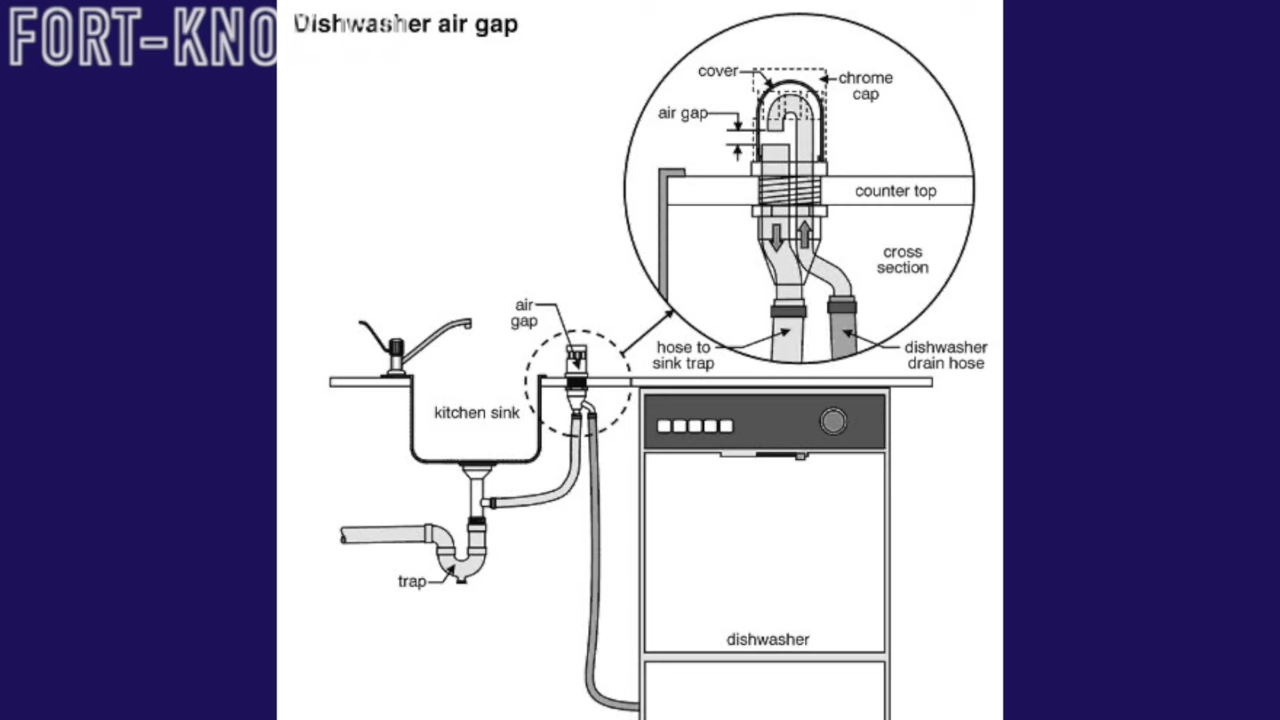 FORT-KNO
Dishwasher air gap
cover
chrome
cap
air gap
counter top
cross
section
air
gap
hose to
sink trap
dishwasher
drain hose
kitchen sink
trap
dishwasher